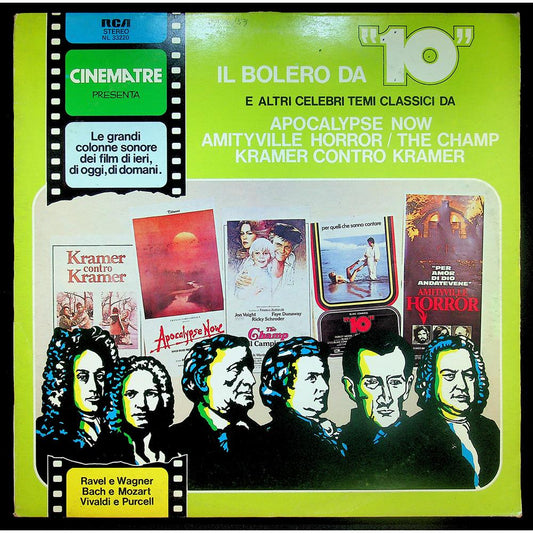 RCA
STEREO
NL 33220
CINEMATRE
PRESENTA
Le grandi
colonne sonore
dei film di ieri,
di oggi, di domani.
IL BOLERO DA "10"
E ALTRI CELEBRI TEMI CLASSICI DA
APOCALYPSE NOW
AMITYVILLE HORROR / THE CHAMP
KRAMER CONTRO KRAMER
Kramer
contro
Kramer
Apocalypse Now
Jon Voight
Faye Dunaway
Ricky Schroder
The
Champ
Il Campione
per quelli che sanno contare
"10"
"PER
AMOR
DI DIO
ANDATEVENE"
AMITYVILLE
HORROR
Ravel e Wagner
Bach e Mozart
Vivaldi e Purcell